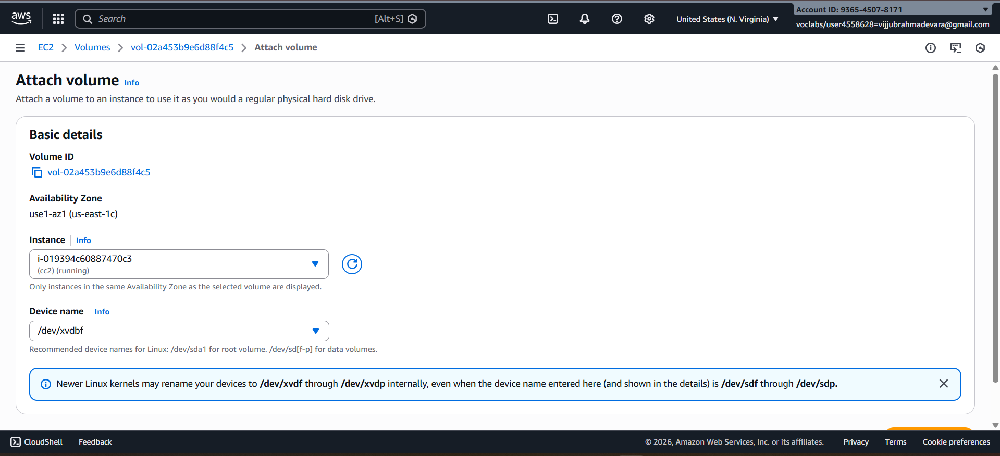 aws
Search [Alt+S]
United States (N. Virginia)
Account ID: 9365-4507-8171
voclabs/user4558628=vijjubrahmadevara@gmail.com
EC2 > Volumes > vol-02a453b9e6d88f4c5 > Attach volume
Attach volume Info
Attach a volume to an instance to use it as you would a regular physical hard disk drive.
Basic details
Volume ID
vol-02a453b9e6d88f4c5
Availability Zone
use1-az1 (us-east-1c)
Instance Info
i-019394c60887470c3
(cc2) (running)
Only instances in the same Availability Zone as the selected volume are displayed.
Device name Info
/dev/xvdbf
Recommended device names for Linux: /dev/sda1 for root volume. /dev/sd[f-p] for data volumes.
Newer Linux kernels may rename your devices to /dev/xvdf through /dev/xvdp internally, even when the device name entered here (and shown in the details) is /dev/sdf through /dev/sdp.
CloudShell Feedback © 2026, Amazon Web Services, Inc. or its affiliates. Privacy Terms Cookie preferences